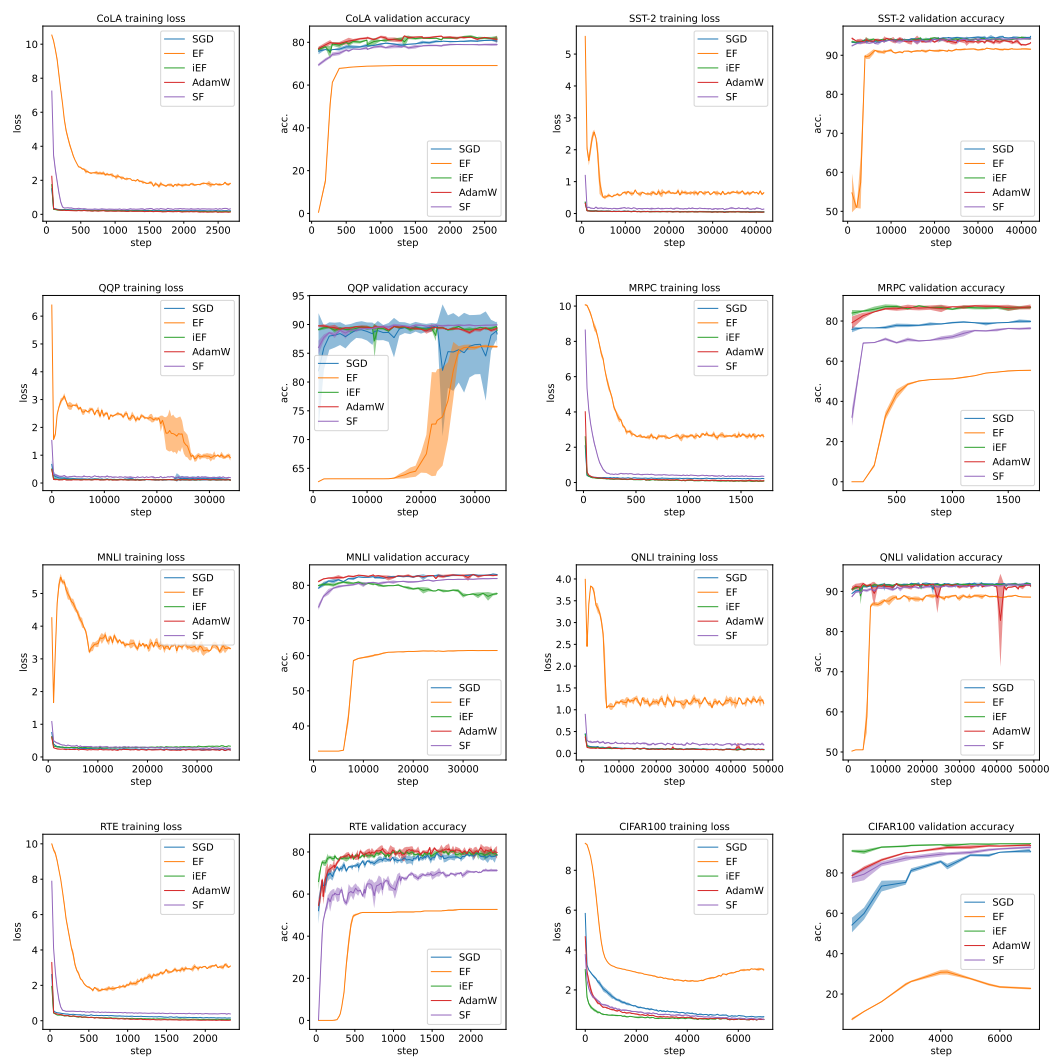 CoLA training loss
loss
10
8
6
4
2
0
SGD
EF
iEF
AdamW
SF
0 500 1000 1500 2000 2500
step
CoLA validation accuracy
acc.
80
60
40
20
0
SGD
EF
iEF
AdamW
SF
0 500 1000 1500 2000 2500
step
SST-2 training loss
loss
5
4
3
2
1
0
SGD
EF
iEF
AdamW
SF
0 10000 20000 30000 40000
step
SST-2 validation accuracy
acc.
90
80
70
60
50
SGD
EF
iEF
AdamW
SF
0 10000 20000 30000 40000
step
QQP training loss
loss
6
5
4
3
2
1
0
SGD
EF
iEF
AdamW
SF
0 10000 20000 30000
step
QQP validation accuracy
acc.
95
90
85
80
75
70
65
SGD
EF
iEF
AdamW
SF
0 10000 20000 30000
step
MRPC training loss
loss
10
8
6
4
2
0
SGD
EF
iEF
AdamW
SF
0 500 1000 1500
step
MRPC validation accuracy
acc.
80
60
40
20
0
SGD
EF
iEF
AdamW
SF
500 1000 1500
step
MNLI training loss
loss
5
4
3
2
1
0
SGD
EF
iEF
AdamW
SF
0 10000 20000 30000
step
MNLI validation accuracy
acc.
80
70
60
50
40
SGD
EF
iEF
AdamW
SF
0 10000 20000 30000
step
QNLI training loss
loss
4.0
3.5
3.0
2.5
2.0
1.5
1.0
0.5
0.0
SGD
EF
iEF
AdamW
SF
0 10000 20000 30000 40000 50000
step
QNLI validation accuracy
acc.
90
80
70
60
50
SGD
EF
iEF
AdamW
SF
0 10000 20000 30000 40000 50000
step
RTE training loss
loss
10
8
6
4
2
0
SGD
EF
iEF
AdamW
SF
0 500 1000 1500 2000
step
RTE validation accuracy
acc.
80
60
40
20
0
SGD
EF
iEF
AdamW
SF
0 500 1000 1500 2000
step
CIFAR100 training loss
loss
8
6
4
2
SGD
EF
iEF
AdamW
SF
0 2000 4000 6000
step
CIFAR100 validation accuracy
acc.
80
60
40
20
SGD
EF
iEF
AdamW
SF
2000 4000 6000
step